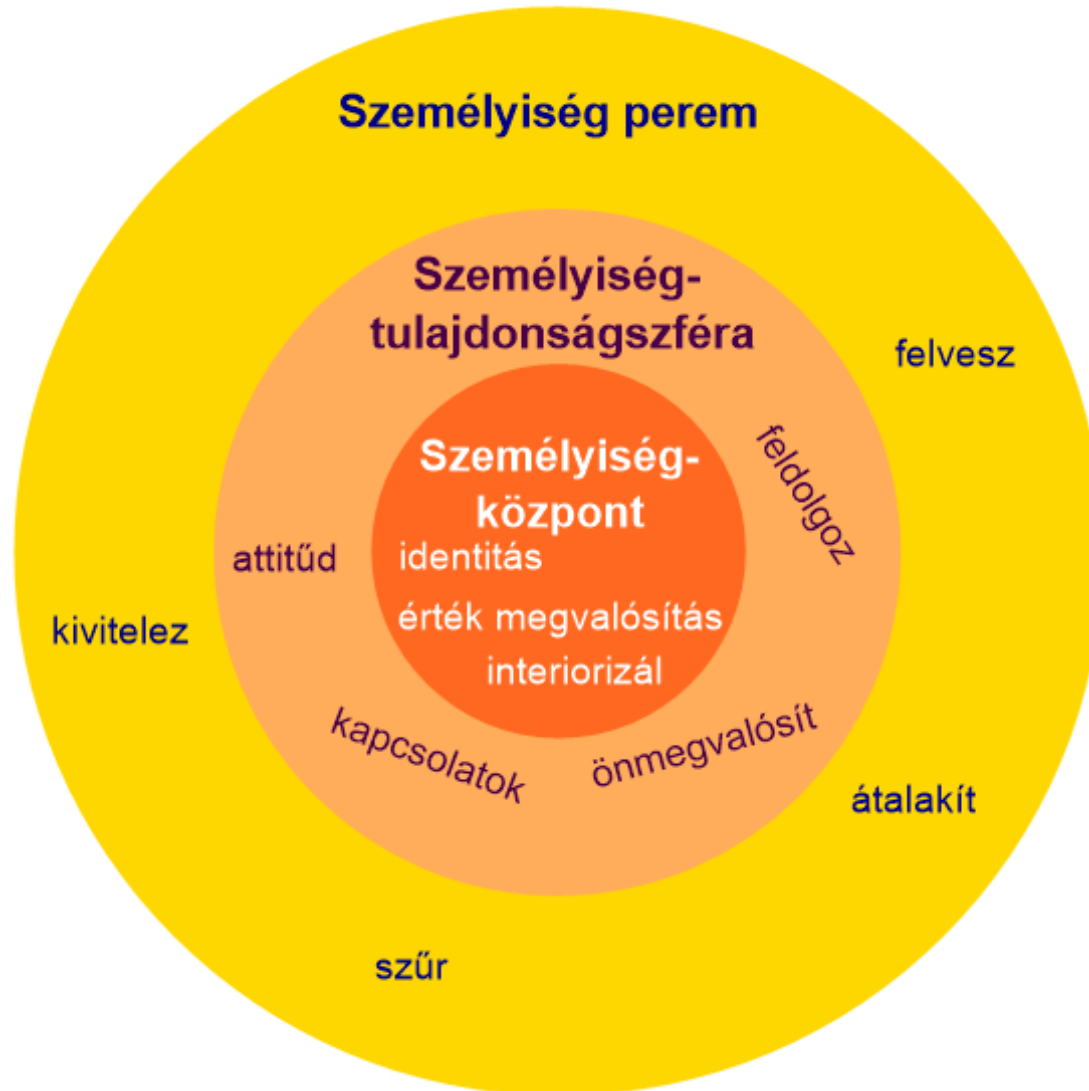 Személyiség perem
Személyiség-
tulajdonságszféra
felvesz
Személyiség-
központ
feldolgoz
attitűd
identitás
érték megvalósítás
kivitelez
interiorizál
kapcsolatok
önmegvalósít
átalakít
szűr